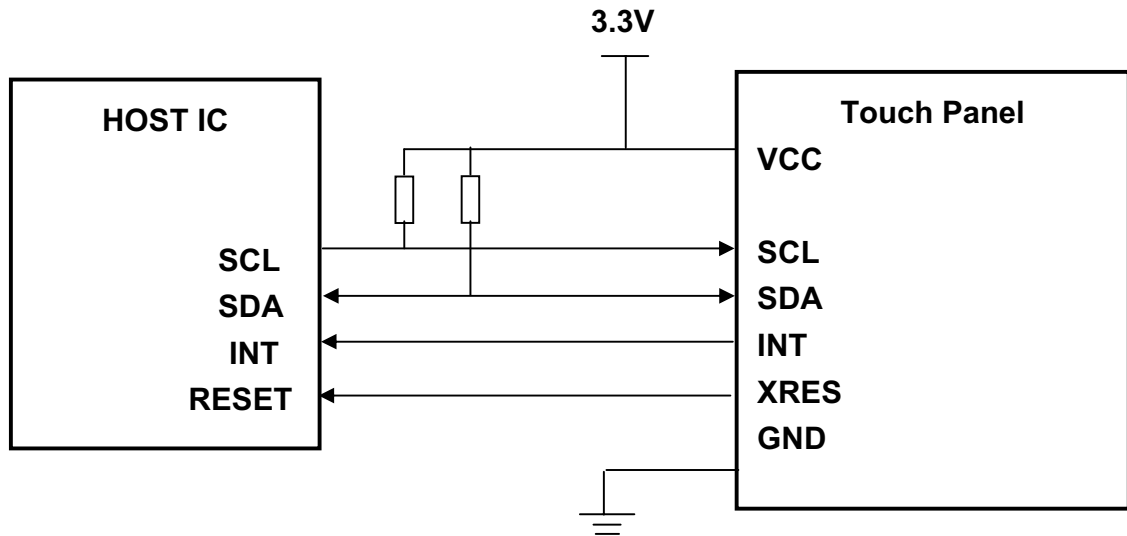 3.3V
HOST IC
SCL
SDA
INT
RESET
Touch Panel
VCC
SCL
SDA
INT
XRES
GND